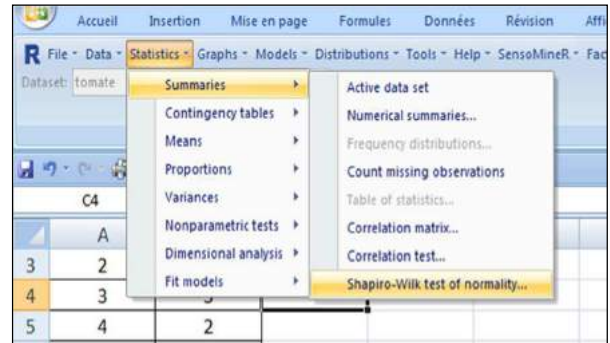 Accueil Insertion Mise en page Formules Données Révision Affi
R File Data Statistics Graphs Models Distributions Tools Help SensoMineR Fac
Dataset: tomate
Summaries
Contingency tables
Means
Proportions
Variances
Nonparametric tests
Dimensional analysis
Fit models
Active data set
Numerical summaries...
Frequency distributions...
Count missing observations
Table of statistics...
Correlation matrix...
Correlation test...
Shapiro-Wilk test of normality...
C4
A
3 2
4 3
5 4 2